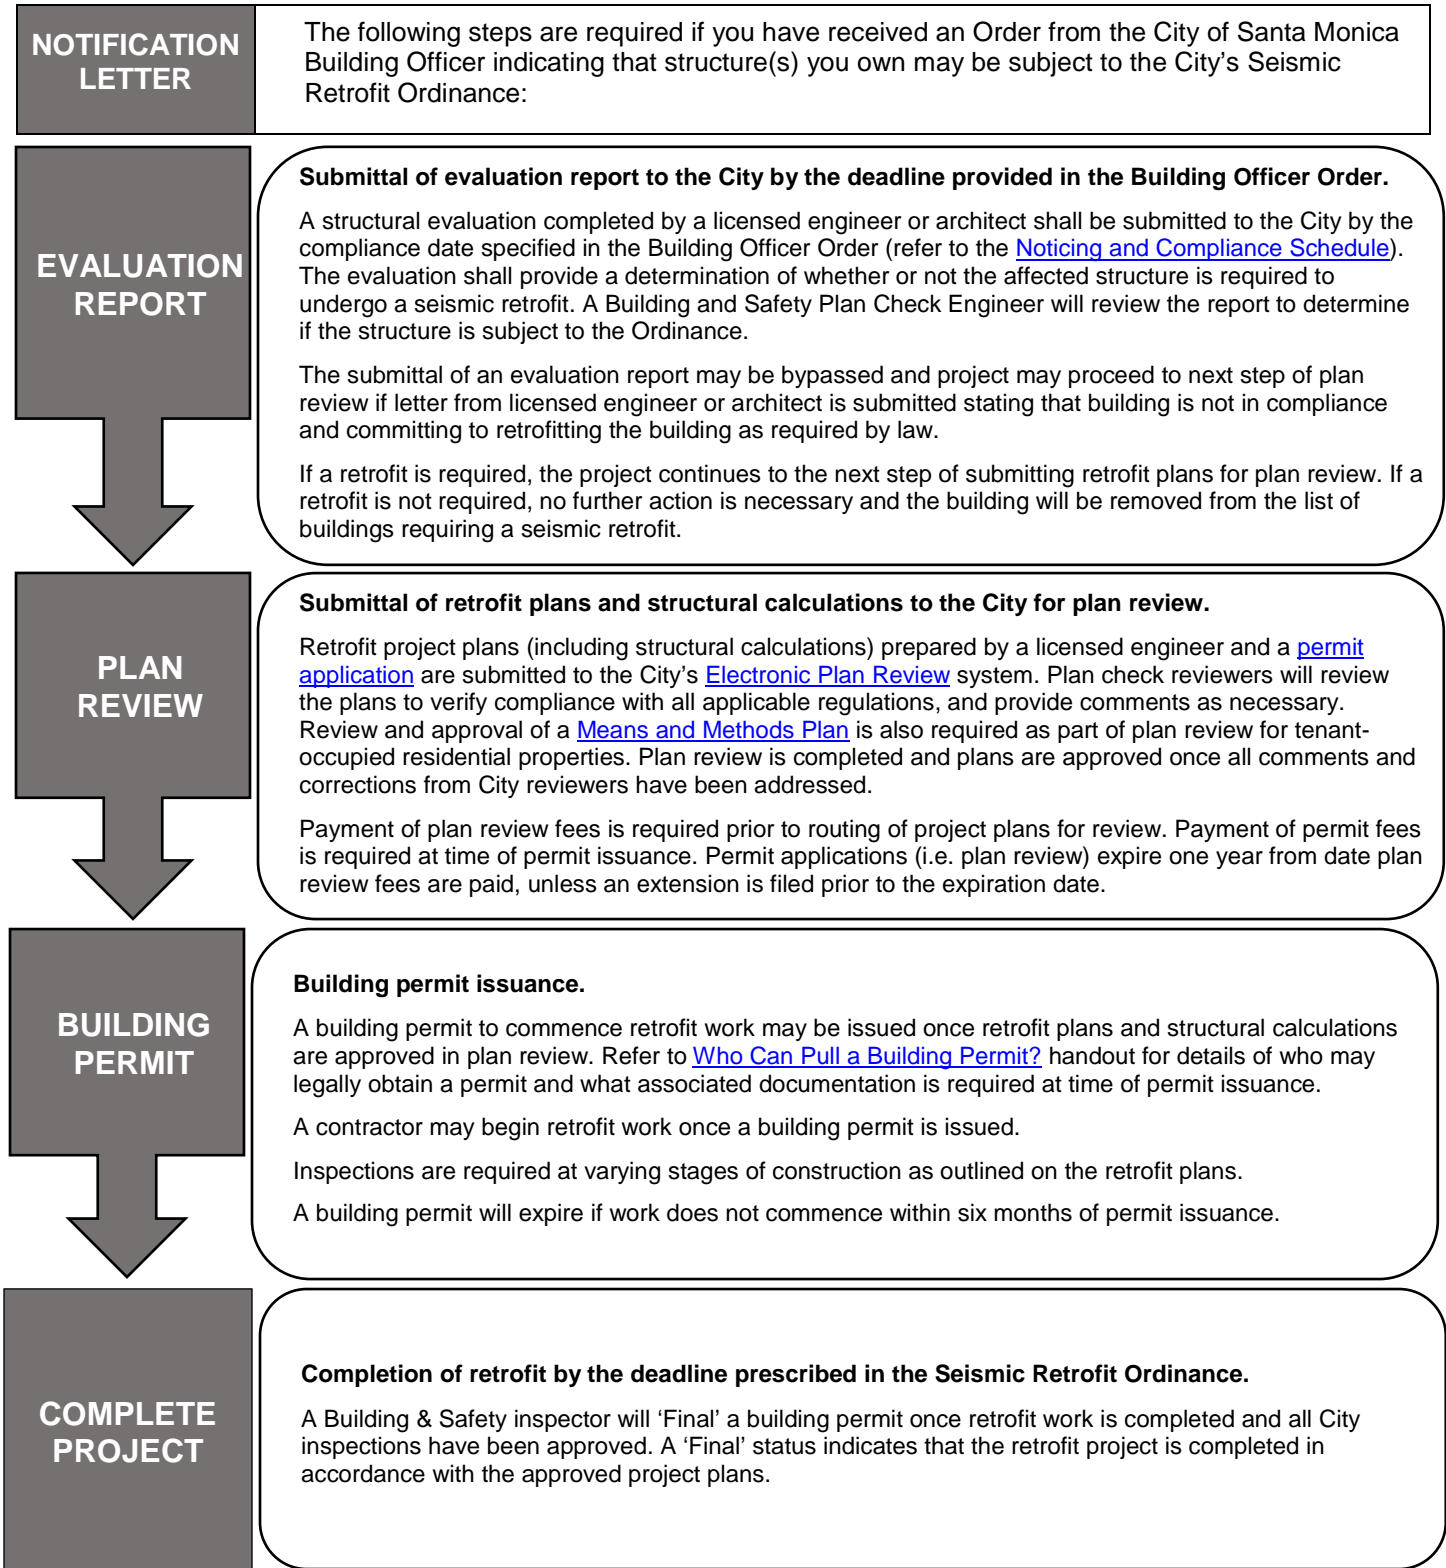 NOTIFICATION
LETTER
The following steps are required if you have received an Order from the City of Santa Monica
Building Officer indicating that structure(s) you own may be subject to the City's Seismic
Retrofit Ordinance:
EVALUATION
REPORT
Submittal of evaluation report to the City by the deadline provided in the Building Officer Order.
A structural evaluation completed by a licensed engineer or architect shall be submitted to the City by the
compliance date specified in the Building Officer Order (refer to the Noticing and Compliance Schedule).
The evaluation shall provide a determination of whether or not the affected structure is required to
undergo a seismic retrofit. A Building and Safety Plan Check Engineer will review the report to determine
if the structure is subject to the Ordinance.
The submittal of an evaluation report may be bypassed and project may proceed to next step of plan
review if letter from licensed engineer or architect is submitted stating that building is not in compliance
and committing to retrofitting the building as required by law.
If a retrofit is required, the project continues to the next step of submitting retrofit plans for plan review. If a
retrofit is not required, no further action is necessary and the building will be removed from the list of
buildings requiring a seismic retrofit.
PLAN
REVIEW
Submittal of retrofit plans and structural calculations to the City for plan review.
Retrofit project plans (including structural calculations) prepared by a licensed engineer and a permit
application are submitted to the City's Electronic Plan Review system. Plan check reviewers will review
the plans to verify compliance with all applicable regulations, and provide comments as necessary.
Review and approval of a Means and Methods Plan is also required as part of plan review for tenant-
occupied residential properties. Plan review is completed and plans are approved once all comments and
corrections from City reviewers have been addressed.
Payment of plan review fees is required prior to routing of project plans for review. Payment of permit fees
is required at time of permit issuance. Permit applications (i.e. plan review) expire one year from date plan
review fees are paid, unless an extension is filed prior to the expiration date.
BUILDING
PERMIT
Building permit issuance.
A building permit to commence retrofit work may be issued once retrofit plans and structural calculations
are approved in plan review. Refer to Who Can Pull a Building Permit? handout for details of who may
legally obtain a permit and what associated documentation is required at time of permit issuance.
A contractor may begin retrofit work once a building permit is issued.
Inspections are required at varying stages of construction as outlined on the retrofit plans.
A building permit will expire if work does not commence within six months of permit issuance.
COMPLETE
PROJECT
Completion of retrofit by the deadline prescribed in the Seismic Retrofit Ordinance.
A Building & Safety inspector will ‘Final’ a building permit once retrofit work is completed and all City
inspections have been approved. A ‘Final’ status indicates that the retrofit project is completed in
accordance with the approved project plans.